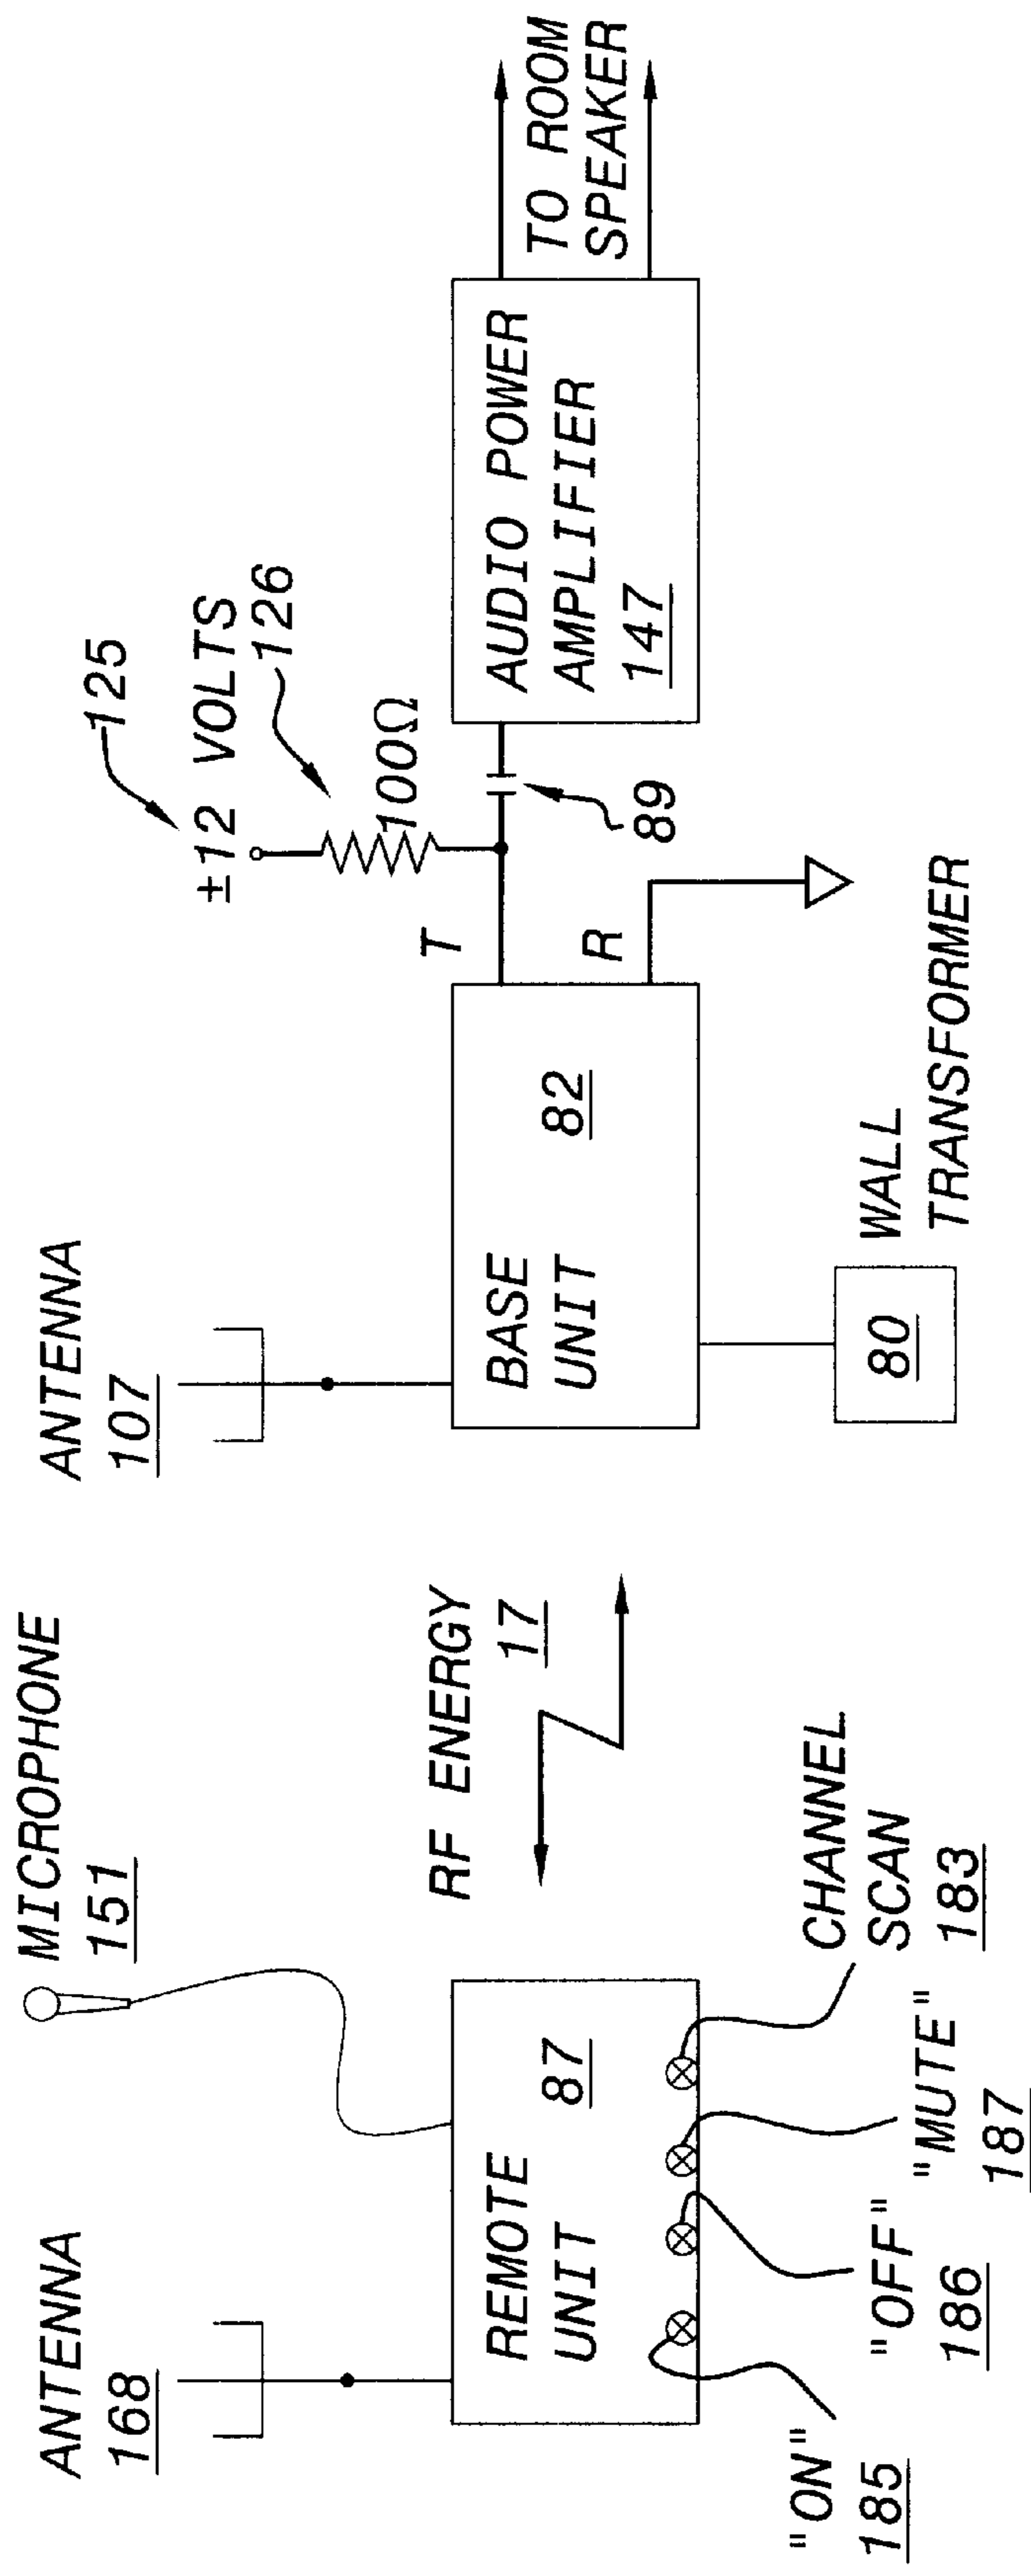 ANTENNA
168
MICROPHONE
151
REMOTE
UNIT
87
"ON"
185
"OFF"
186
"MUTE"
187
CHANNEL
SCAN
183
RF ENERGY
17
ANTENNA
107
BASE
UNIT
82
80
WALL
TRANSFORMER
T
R
125
±12 VOLTS
126
100Ω
89
AUDIO POWER
AMPLIFIER
147
TO ROOM
SPEAKER